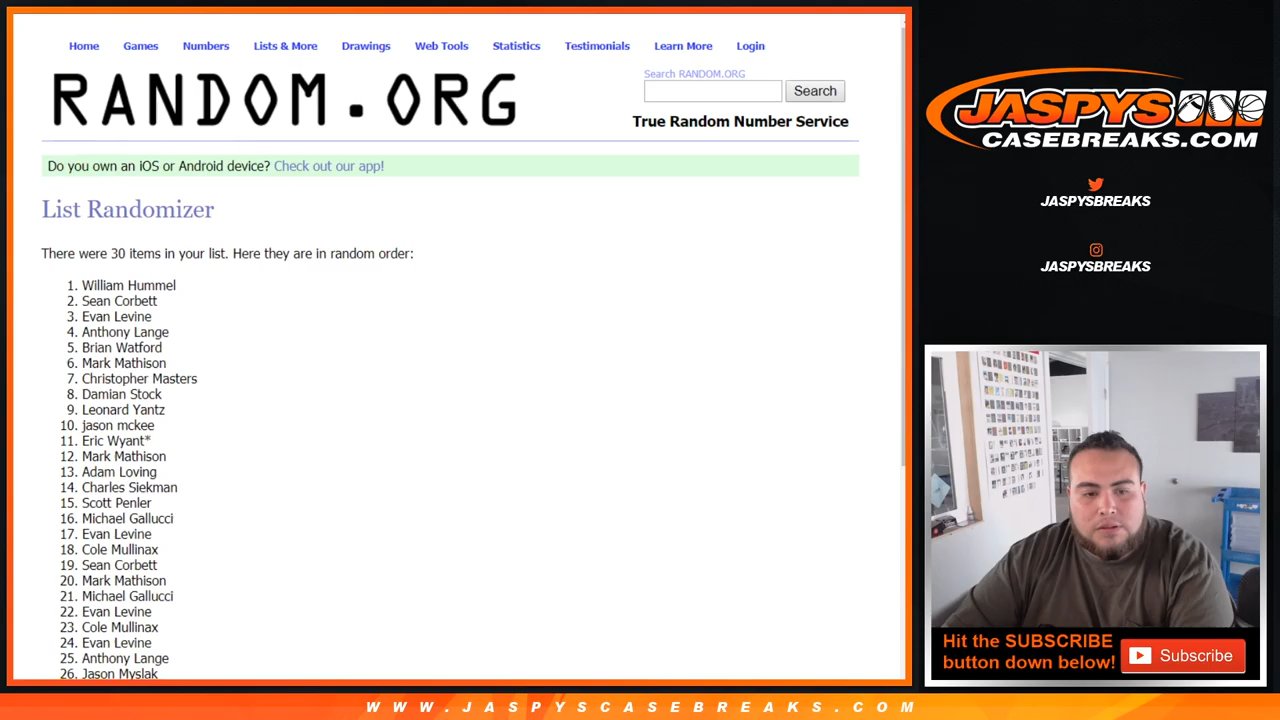 Home Games Numbers Lists & More Drawings Web Tools Statistics Testimonials Learn More Login
RANDOM.ORG
Search RANDOM.ORG
Search
True Random Number Service
Do you own an iOS or Android device? Check out our app!
List Randomizer
There were 30 items in your list. Here they are in random order:
1. William Hummel
2. Sean Corbett
3. Evan Levine
4. Anthony Lange
5. Brian Watford
6. Mark Mathison
7. Christopher Masters
8. Damian Stock
9. Leonard Yantz
10. jason mckee
11. Eric Wyant*
12. Mark Mathison
13. Adam Loving
14. Charles Siekman
15. Scott Penler
16. Michael Gallucci
17. Evan Levine
18. Cole Mullinax
19. Sean Corbett
20. Mark Mathison
21. Michael Gallucci
22. Evan Levine
23. Cole Mullinax
24. Evan Levine
25. Anthony Lange
26. Jason Myslak
JASPYS
CASEBREAKS.COM
JASPYSBREAKS
JASPYSBREAKS
Hit the SUBSCRIBE
button down below!
Subscribe
WWW.JASPYSCASEBREAKS.COM